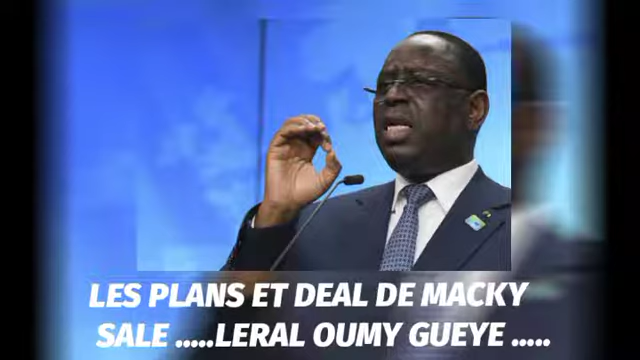 LES PLANS ET DEAL DE MACKY
SALE .....LERAL OUMY GUEYE .....